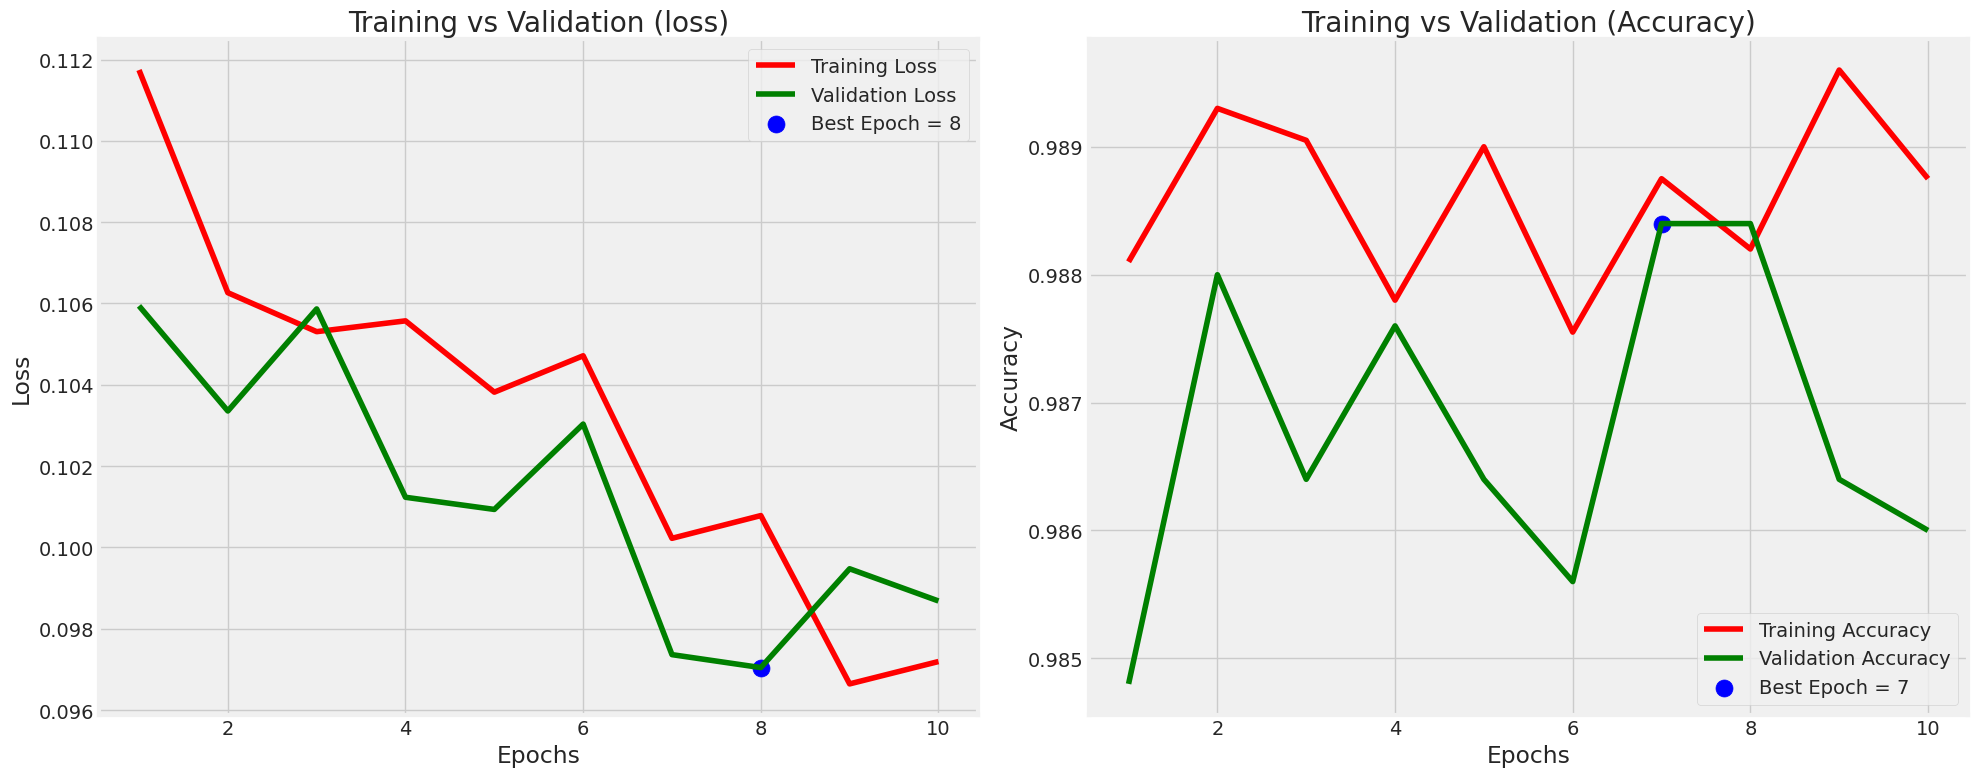 Training vs Validation (loss)
0.112
0.110
0.108
0.106
0.104
0.102
0.100
0.098
0.096
Loss
Training Loss
Validation Loss
Best Epoch = 8
2 4 6 8 10
Epochs
Training vs Validation (Accuracy)
0.989
0.988
0.987
0.986
0.985
Accuracy
Training Accuracy
Validation Accuracy
Best Epoch = 7
2 4 6 8 10
Epochs